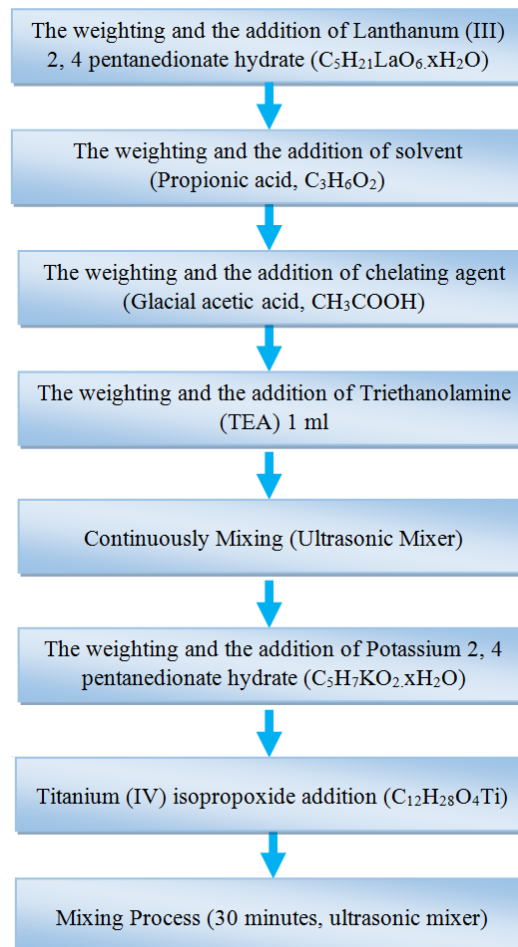 The weighting and the addition of Lanthanum (III)
2, 4 pentanedionate hydrate (C₅H₂₁LaO₆.xH₂O)
The weighting and the addition of solvent
(Propionic acid, C₃H₆O₂)
The weighting and the addition of chelating agent
(Glacial acetic acid, CH₃COOH)
The weighting and the addition of Triethanolamine
(TEA) 1 ml
Continuously Mixing (Ultrasonic Mixer)
The weighting and the addition of Potassium 2, 4
pentanedionate hydrate (C₅H₇KO₂.xH₂O)
Titanium (IV) isopropoxide addition (C₁₂H₂₈O₄Ti)
Mixing Process (30 minutes, ultrasonic mixer)